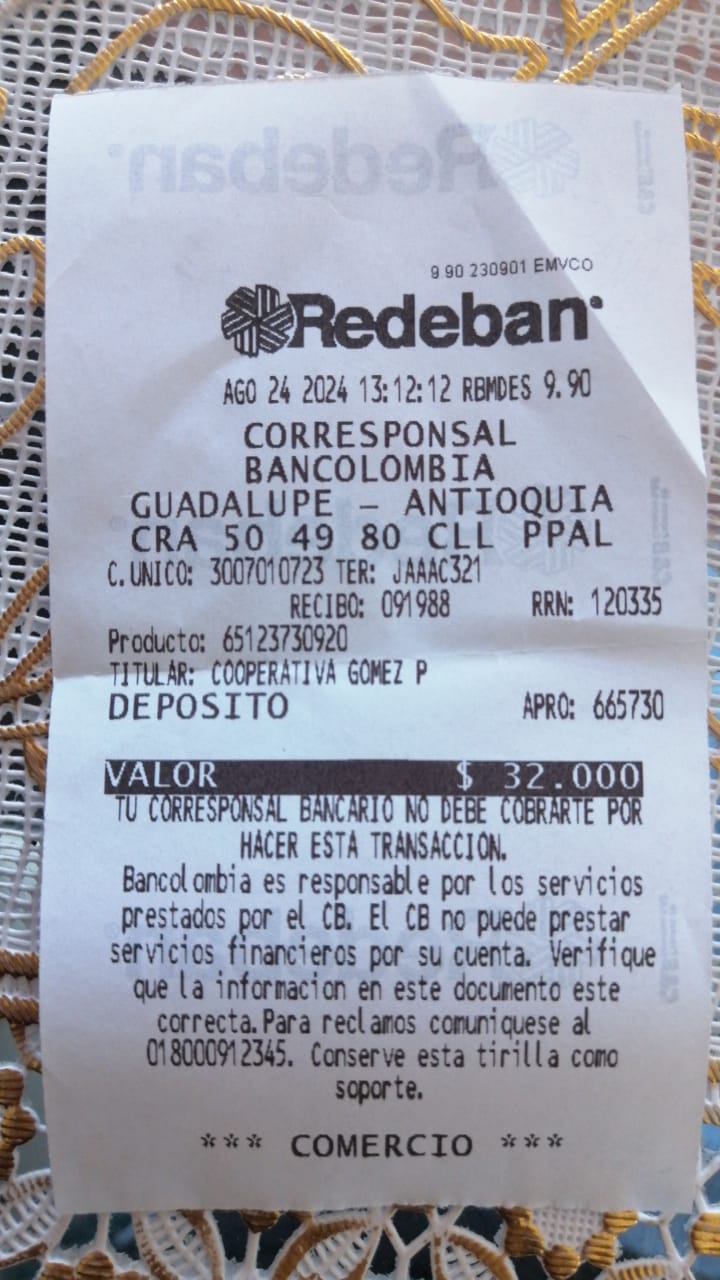 9 90 230901 EMVCO
Redeban
AGO 24 2024 13:12:12 RBMDES 9.90
CORRESPONSAL
BANCOLOMBIA
GUADALUPE – ANTIOQUIA
CRA 50 49 80 CLL PPAL
C.UNICO: 3007010723 TER: JAAAC321
RECIBO: 091988 RRN: 120335
Producto: 65123730920
TITULAR: COOPERATIVA GOMEZ P
DEPOSITO APRO: 665730
VALOR $ 32.000
TU CORRESPONSAL BANCARIO NO DEBE COBRARTE POR
HACER ESTA TRANSACCION.
Bancolombia es responsable por los servicios
prestados por el CB. El CB no puede prestar
servicios financieros por su cuenta. Verifique
que la informacion en este documento este
correcta.Para reclamos comuniquese al
018000912345. Conserve esta tirilla como
soporte.
*** COMERCIO ***